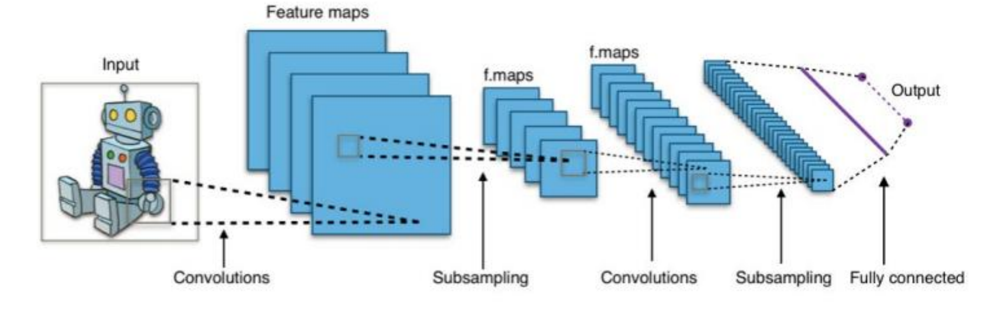 Feature maps
f.maps
Input
f.maps
Output
Convolutions
Subsampling
Convolutions
Subsampling
Fully connected